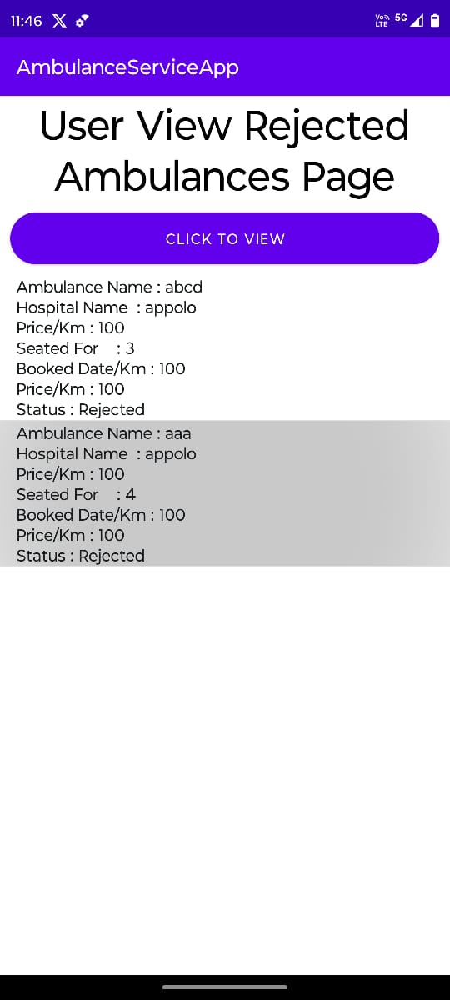 11:46 X Vo) LTE 5G
AmbulanceServiceApp
User View Rejected
Ambulances Page
CLICK TO VIEW
Ambulance Name : abcd
Hospital Name  : appolo
Price/Km : 100
Seated For    : 3
Booked Date/Km : 100
Price/Km : 100
Status : Rejected
Ambulance Name : aaa
Hospital Name  : appolo
Price/Km : 100
Seated For    : 4
Booked Date/Km : 100
Price/Km : 100
Status : Rejected